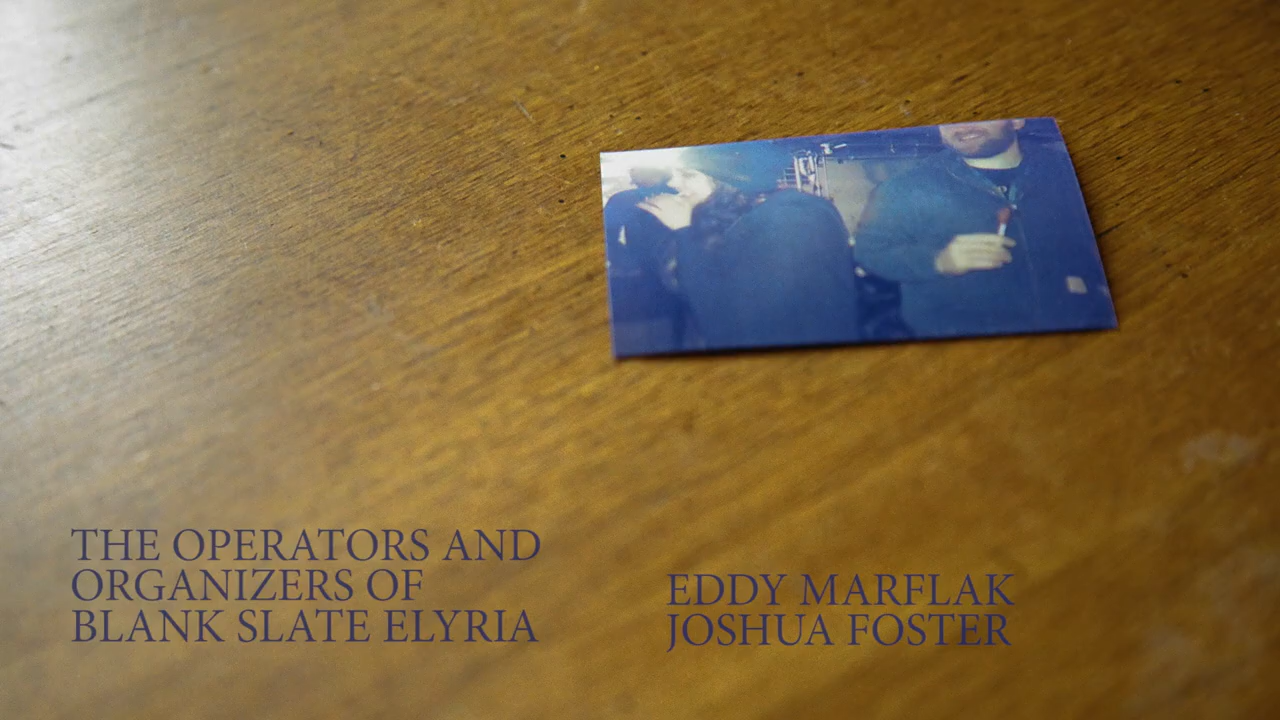 THE OPERATORS AND
ORGANIZERS OF
BLANK SLATE ELYRIA
EDDY MARFLAK
JOSHUA FOSTER